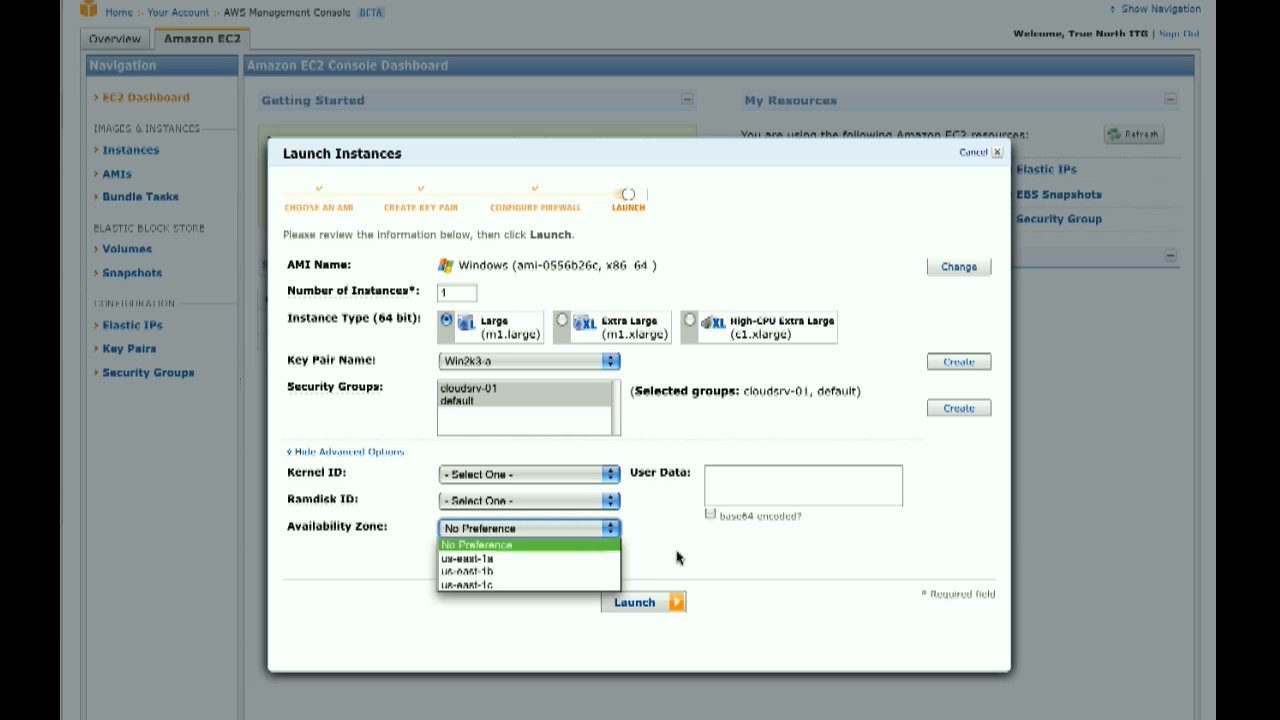 Home :- Your Account :- AWS Management Console BETA
Show Navigation
Overview
Amazon EC2
Welcome, True North ITG | Sign Out
Navigation
Amazon EC2 Console Dashboard
> EC2 Dashboard
Getting Started
My Resources
IMAGES & INSTANCES
You are using the following Amazon EC2 resources:
Refresh
> Instances
> AMIs
> Bundle Tasks
Elastic IPs
EBS Snapshots
Security Group
ELASTIC BLOCK STORE
> Volumes
> Snapshots
CONFIGURATION
> Elastic IPs
> Key Pairs
> Security Groups
Launch Instances
Cancel x
CHOOSE AN AMI
CREATE KEY PAIR
CONFIGURE FIREWALL
LAUNCH
Please review the information below, then click Launch.
AMI Name: Windows (ami-0556b26c, x86 64 )
Change
Number of Instances*: 1
Instance Type (64 bit):
L Large
(m1.large)
XL Extra Large
(m1.xlarge)
XL High-CPU Extra Large
(c1.xlarge)
Key Pair Name: Win2k3-a
Create
Security Groups: cloudsrv-01
default
(Selected groups: cloudsrv-01, default)
Create
Hide Advanced Options
Kernel ID: - Select One -
User Data:
Ramdisk ID: - Select One -
base64 encoded?
Availability Zone: No Preference
No Preference
us-east-1a
us-east-1b
us-east-1c
* Required field
Launch